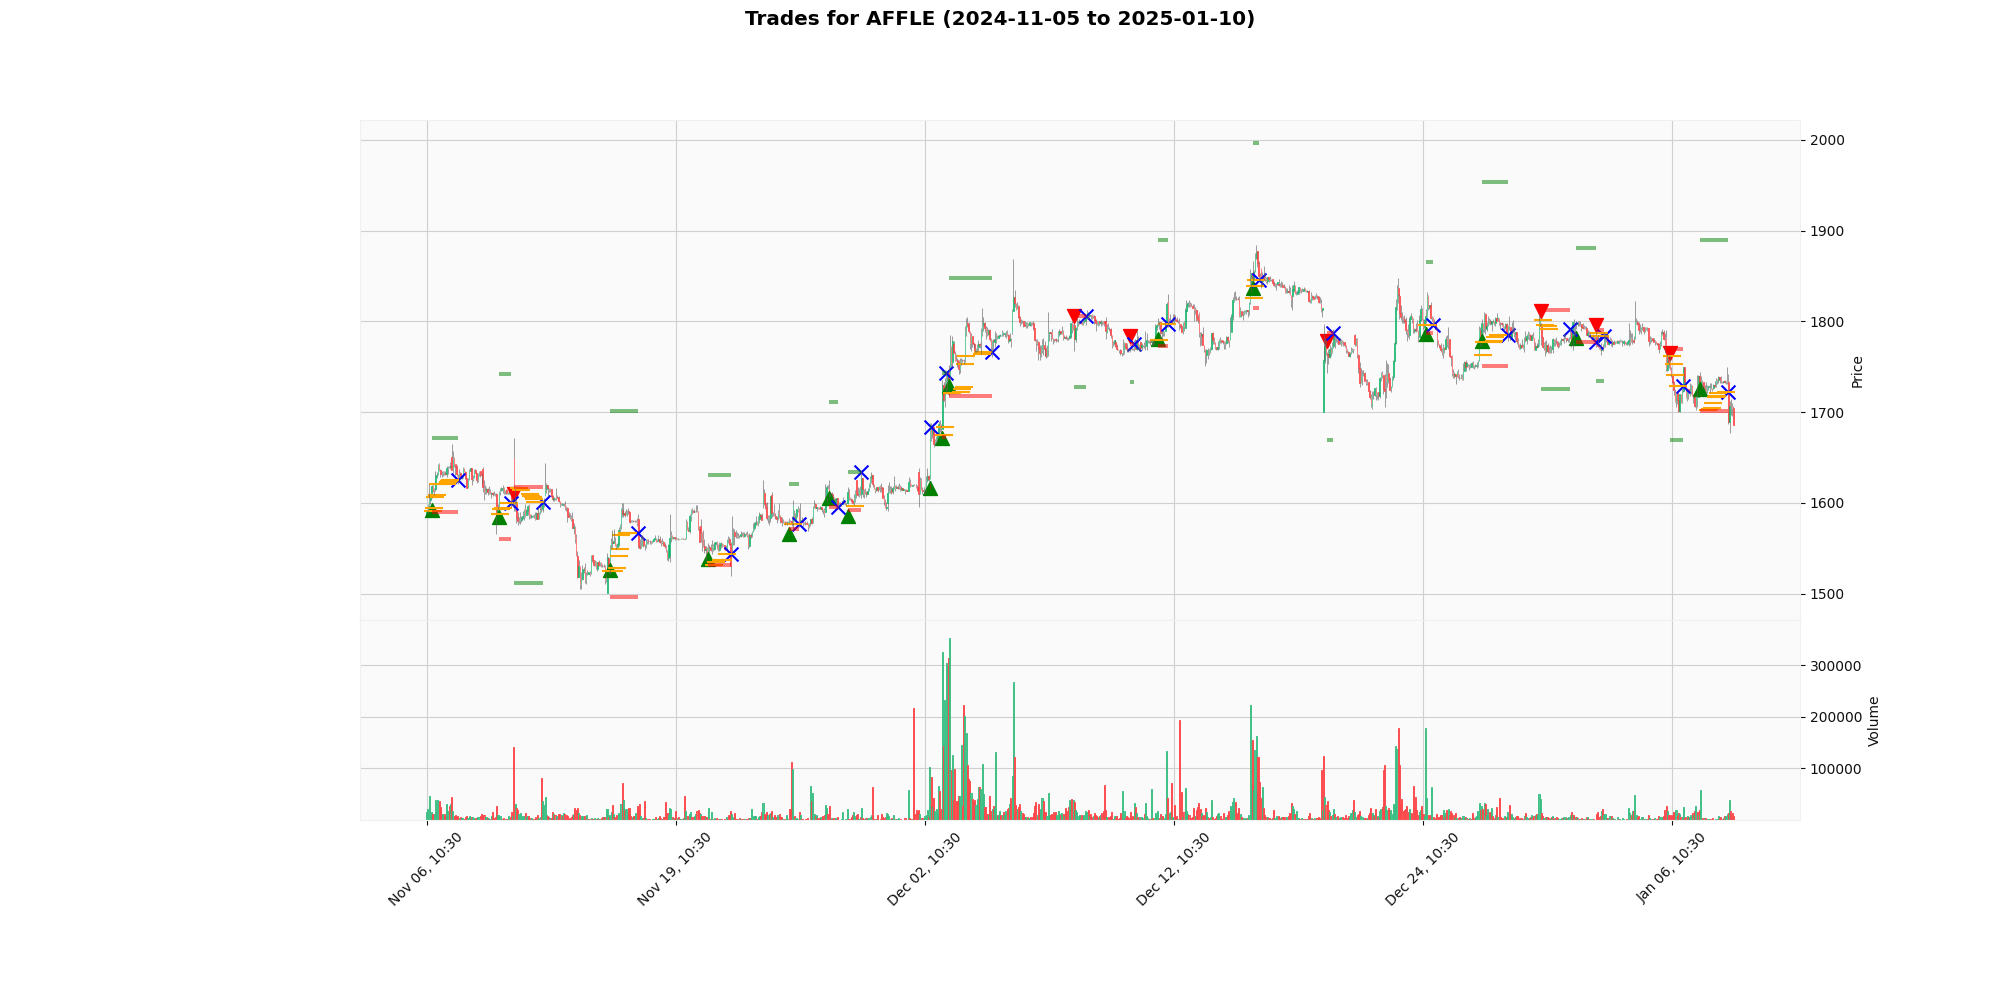 Trades for AFFLE (2024-11-05 to 2025-01-10)
2000
1900
1800
1700
1600
1500
Price
300000
200000
100000
Volume
Nov 06, 10:30
Nov 19, 10:30
Dec 02, 10:30
Dec 12, 10:30
Dec 24, 10:30
Jan 06, 10:30